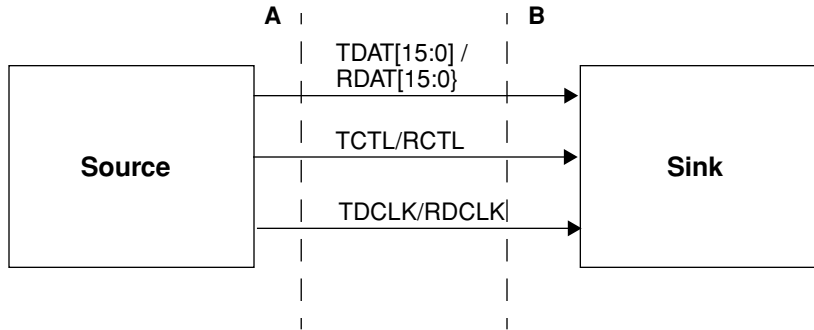 A
B
TDAT[15:0] /
RDAT[15:0}
TCTL/RCTL
Source
Sink
TDCLK/RDCLK